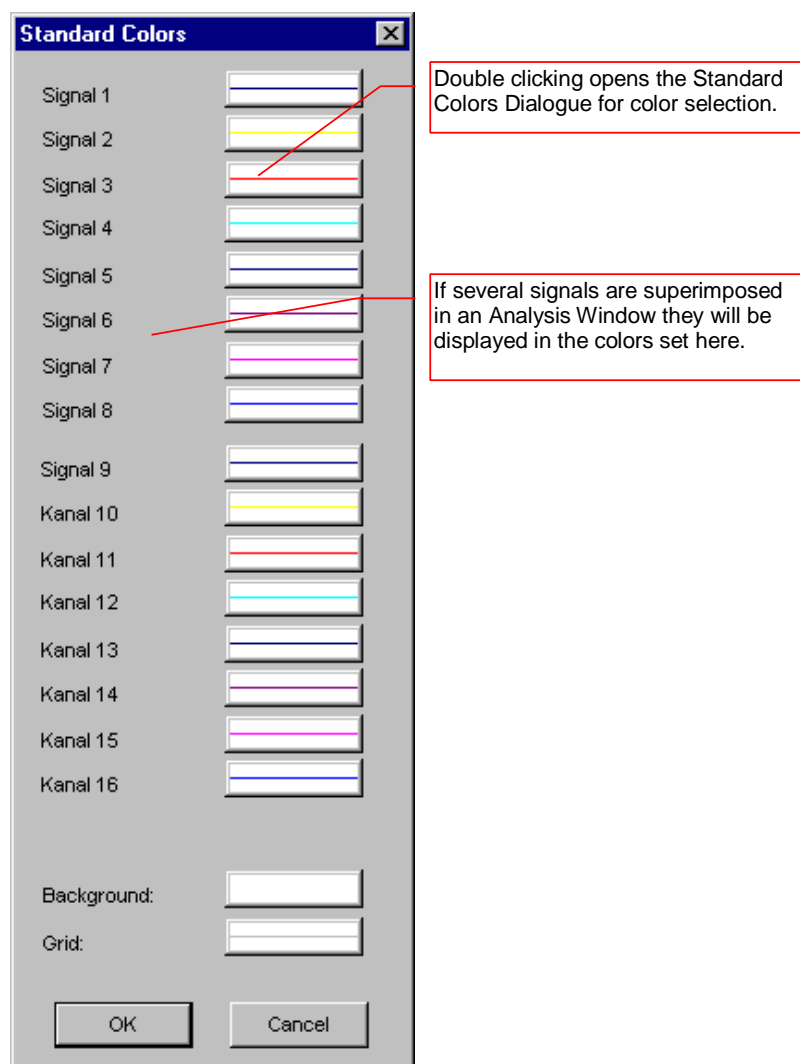 Standard Colors
Double clicking opens the Standard
Colors Dialogue for color selection.
Signal 1
Signal 2
Signal 3
Signal 4
Signal 5
If several signals are superimposed
in an Analysis Window they will be
displayed in the colors set here.
Signal 6
Signal 7
Signal 8
Signal 9
Kanal 10
Kanal 11
Kanal 12
Kanal 13
Kanal 14
Kanal 15
Kanal 16
Background:
Grid:
OK
Cancel